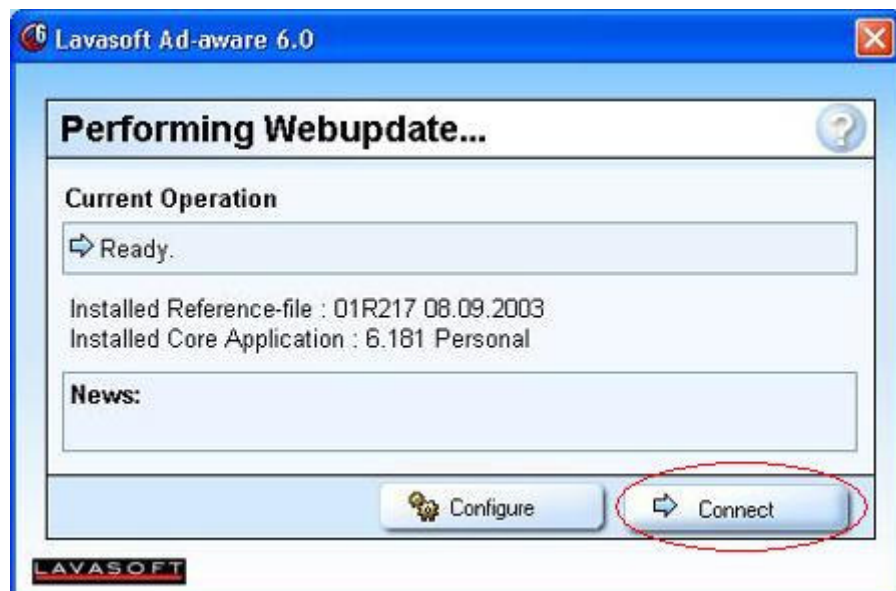 6 Lavasoft Ad-aware 6.0
Performing Webupdate...
?
Current Operation
Ready.
Installed Reference-file : 01R217 08.09.2003
Installed Core Application : 6.181 Personal
News:
Configure
Connect
LAVASOFT